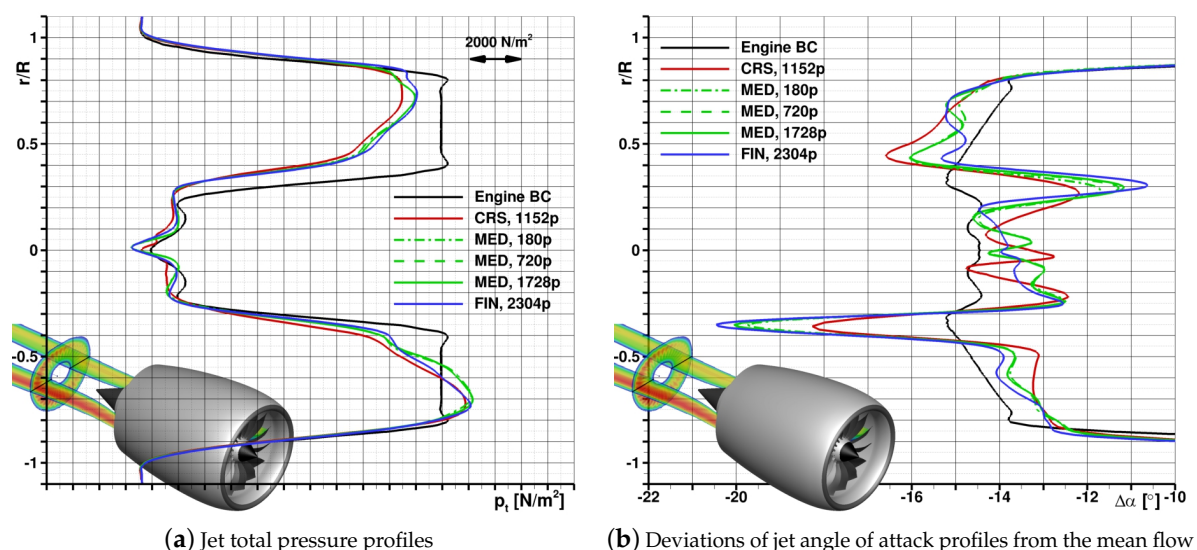 1
r/R
0.5
0
-0.5
-1
2000 N/m²
Engine BC
CRS, 1152p
MED, 180p
MED, 720p
MED, 1728p
FIN, 2304p
pt [N/m²]
(a) Jet total pressure profiles
1
r/R
0.5
0
-0.5
-1
Engine BC
CRS, 1152p
MED, 180p
MED, 720p
MED, 1728p
FIN, 2304p
-22 -20 -16 -14 -12 -10
Δα [°]
(b) Deviations of jet angle of attack profiles from the mean flow